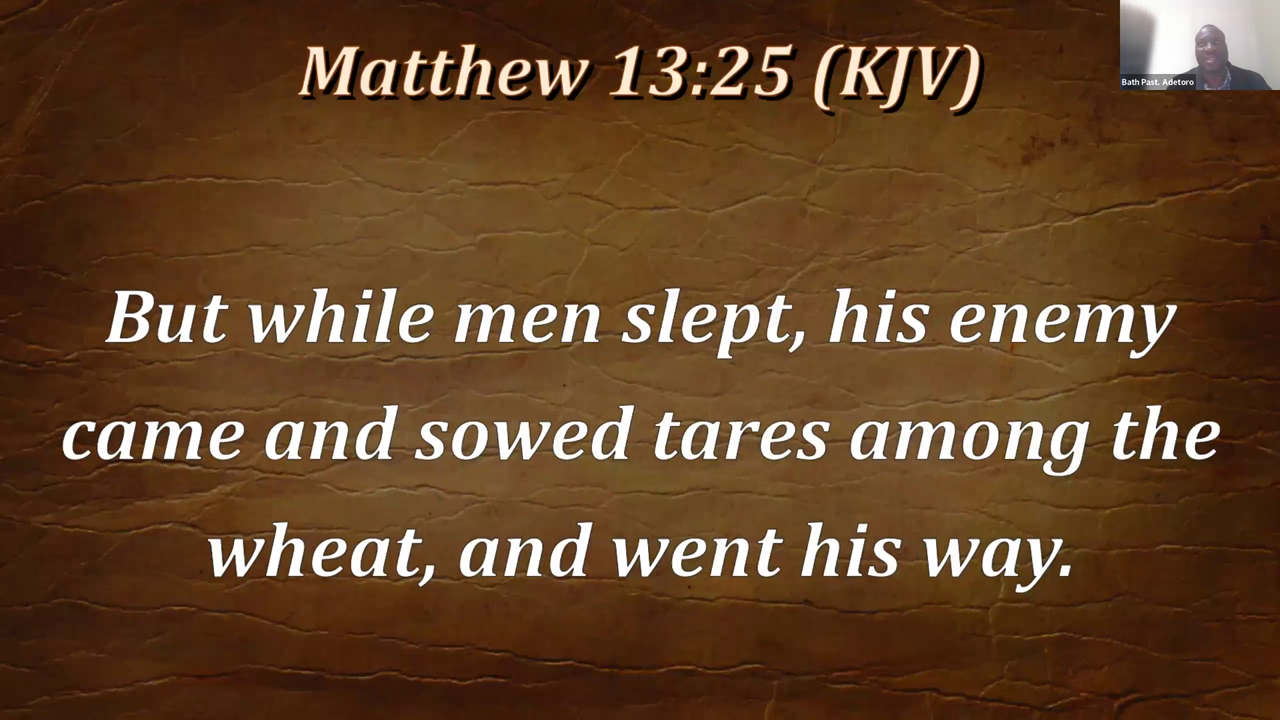 Matthew 13:25 (KJV)
Bath Past. Adetoro
But while men slept, his enemy
came and sowed tares among the
wheat, and went his way.